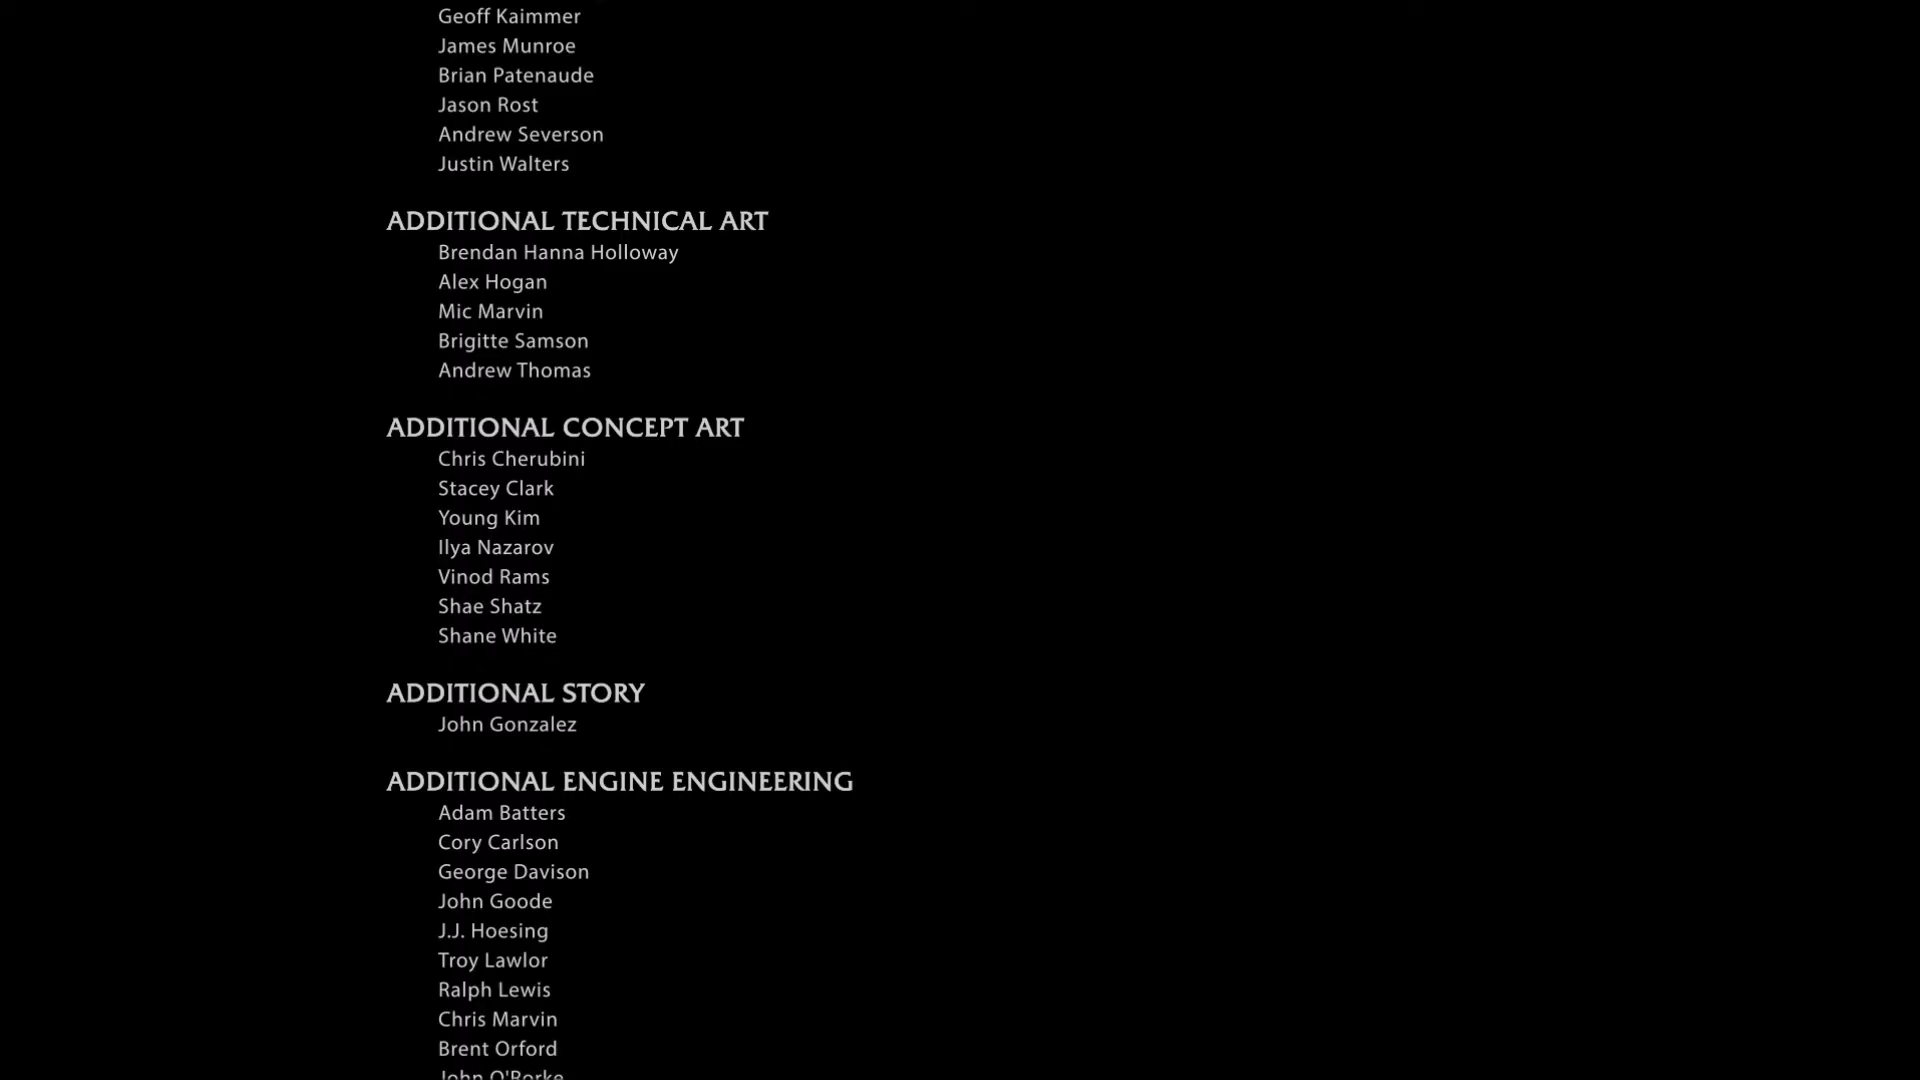 Geoff Kaimmer
James Munroe
Brian Patenaude
Jason Rost
Andrew Severson
Justin Walters
ADDITIONAL TECHNICAL ART
Brendan Hanna Holloway
Alex Hogan
Mic Marvin
Brigitte Samson
Andrew Thomas
ADDITIONAL CONCEPT ART
Chris Cherubini
Stacey Clark
Young Kim
Ilya Nazarov
Vinod Rams
Shae Shatz
Shane White
ADDITIONAL STORY
John Gonzalez
ADDITIONAL ENGINE ENGINEERING
Adam Batters
Cory Carlson
George Davison
John Goode
J.J. Hoesing
Troy Lawlor
Ralph Lewis
Chris Marvin
Brent Orford
John O'Rorke